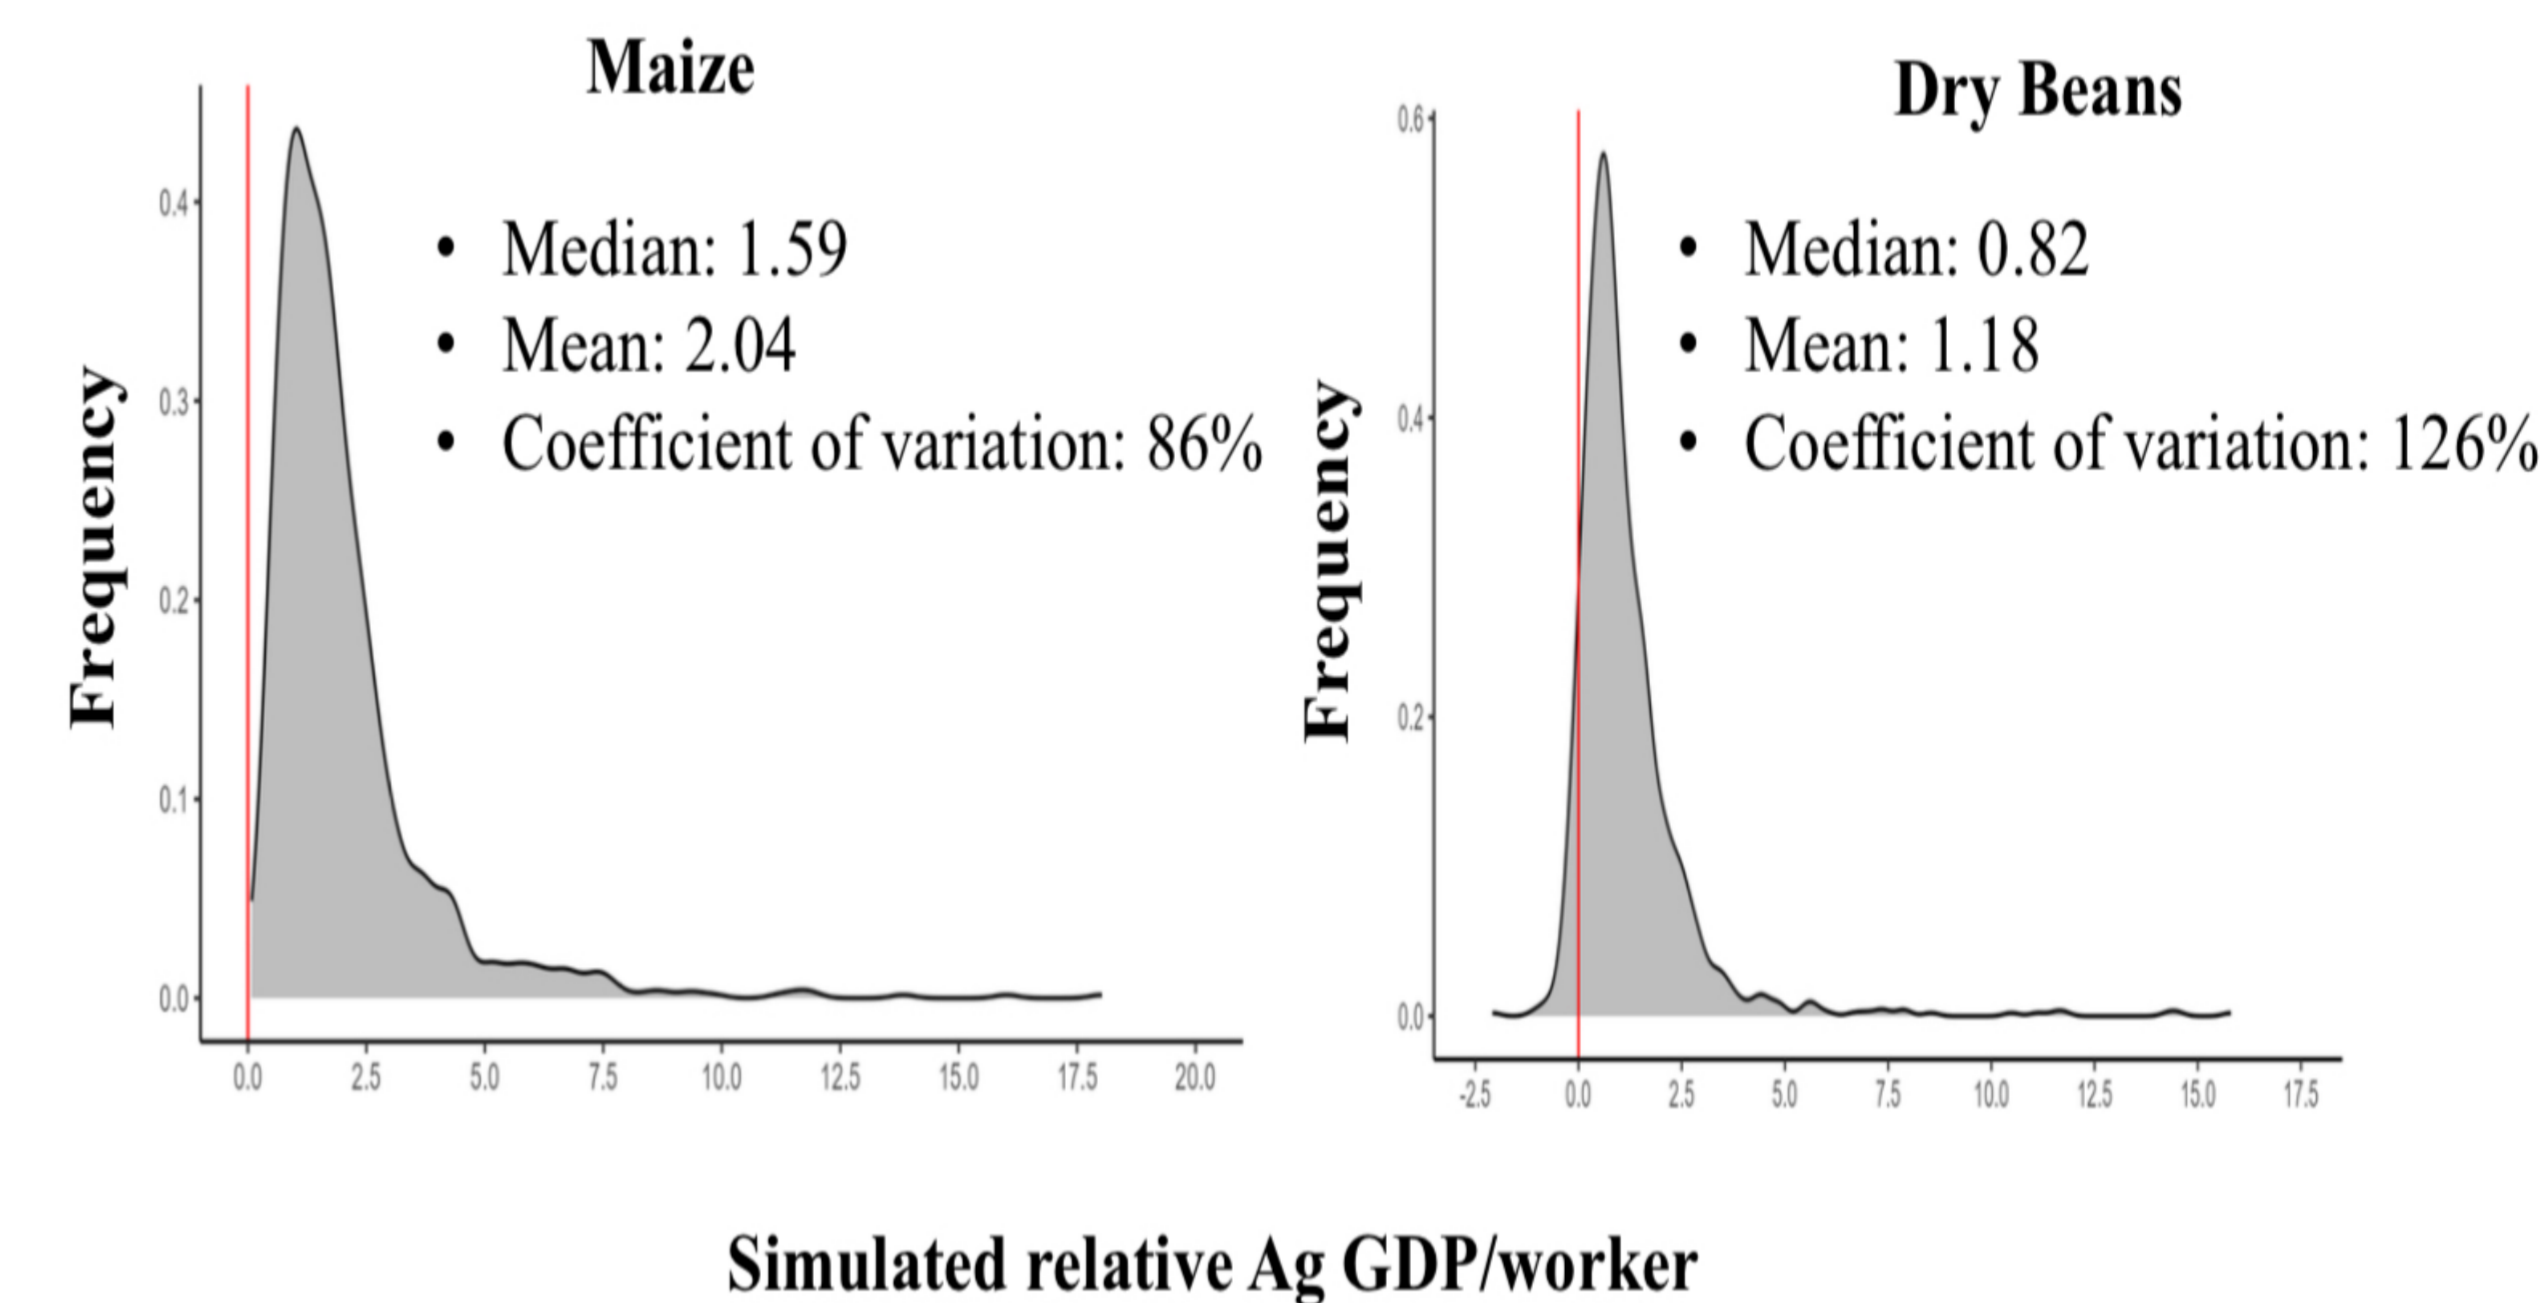 Maize
Frequency
0.4
0.3
0.2
0.1
0.0
• Median: 1.59
• Mean: 2.04
• Coefficient of variation: 86%
0.0 2.5 5.0 7.5 10.0 12.5 15.0 17.5 20.0
Dry Beans
Frequency
0.6
0.4
0.2
0.0
• Median: 0.82
• Mean: 1.18
• Coefficient of variation: 126%
-2.5 0.0 2.5 5.0 7.5 10.0 12.5 15.0 17.5
Simulated relative Ag GDP/worker